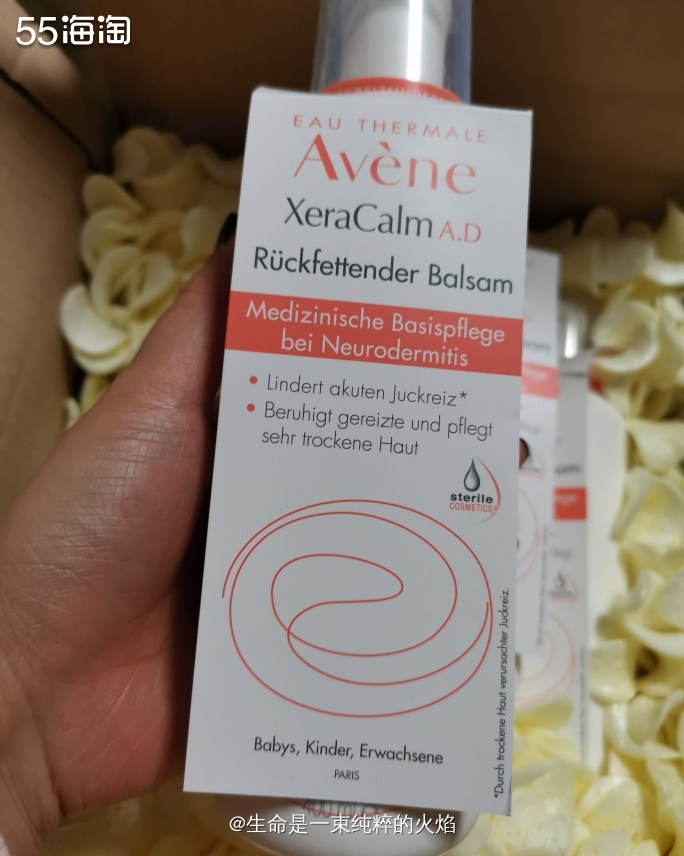 55海淘
EAU THERMALE
Avène
XeraCalm A.D
Rückfettender Balsam
Medizinische Basispflege
bei Neurodermitis
• Lindert akuten Juckreiz*
• Beruhigt gereizte und pflegt
sehr trockene Haut
sterile
COSMETICS®
*Durch trockene Haut verursachter Juckreiz.
Babys, Kinder, Erwachsene
PARIS
400 ml
@生命是一束纯粹的火焰